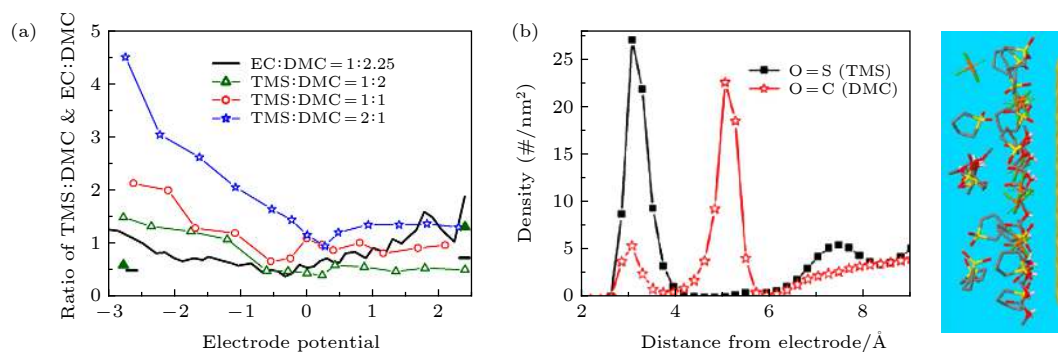 (a)
Ratio of TMS:DMC & EC:DMC
5
4
3
2
1
0
−3 −2 −1 0 1 2
Electrode potential
EC:DMC=1:2.25
TMS:DMC=1:2
TMS:DMC=1:1
TMS:DMC=2:1
(b)
Density (#/nm²)
25
20
15
10
5
0
2 4 6 8
Distance from electrode/Å
O=S (TMS)
O=C (DMC)